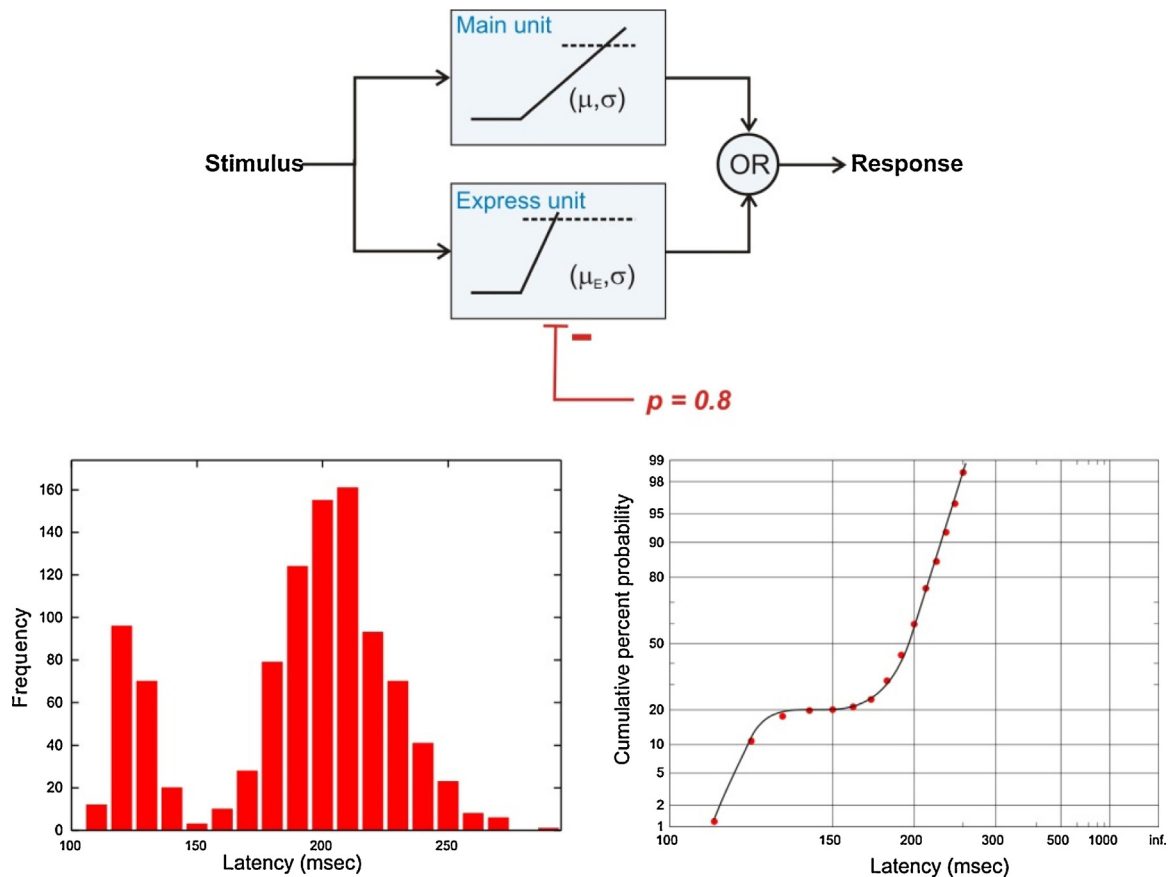 Main unit
(μ,σ)
Stimulus
OR
Response
Express unit
(μE,σ)
p = 0.8
160
140
120
100
80
60
40
20
0
Frequency
100
150
200
250
Latency (msec)
99
98
95
90
80
50
20
10
5
2
1
Cumulative percent probability
100
150
200
300
500
1000
inf.
Latency (msec)